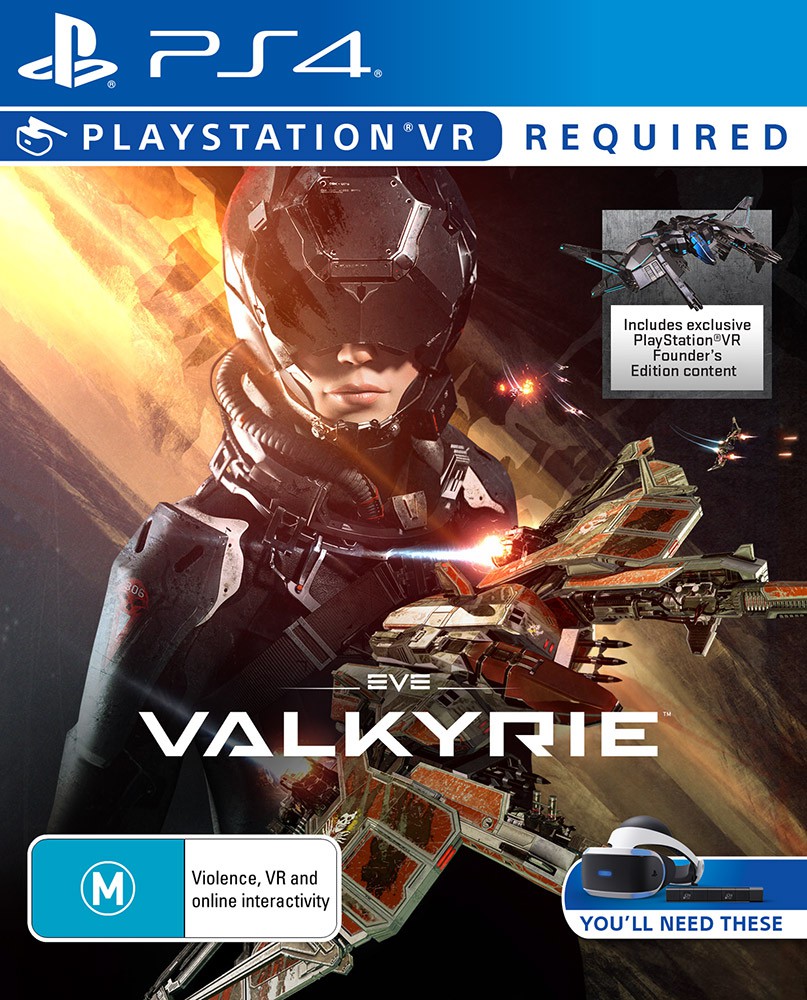 PS4®
PLAYSTATION®VR REQUIRED
Includes exclusive
PlayStation®VR
Founder's
Edition content
506
EVE
VALKYRIE™
M
Violence, VR and
online interactivity
YOU'LL NEED THESE